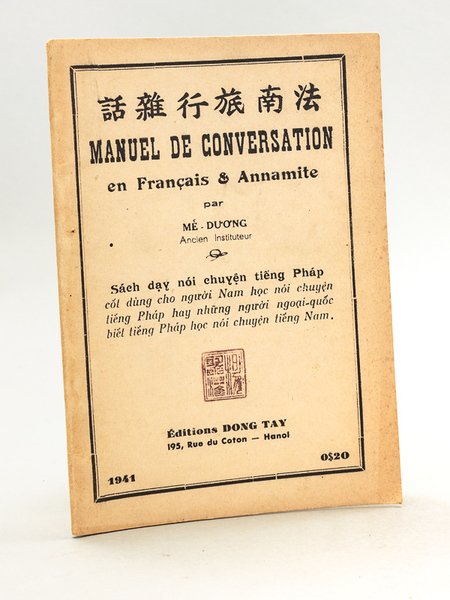 法南旅行雜話
MANUEL DE CONVERSATION
en Français & Annamite
par
MẾ - DƯƠNG
Ancien Instituteur
Sách dạy nói chuyện tiếng Pháp
cốt dùng cho người Nam học nói chuyện
tiếng Pháp hay những người ngoại-quốc
biết tiếng Pháp học nói chuyện tiếng Nam.
Éditions DONG TAY
195, Rue du Coton — Hanoi
1941
0$20